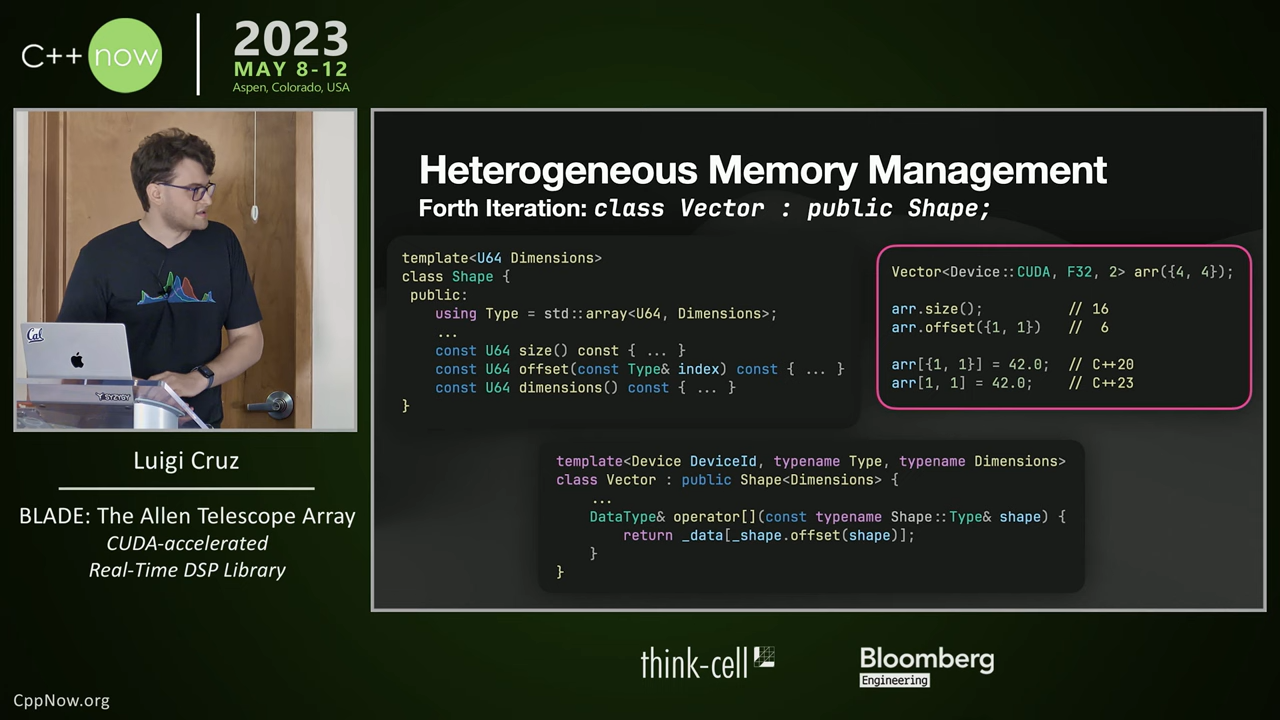 C++ now
2023
MAY 8-12
Aspen, Colorado, USA
Cal
SYZYGY
Luigi Cruz
BLADE: The Allen Telescope Array
CUDA-accelerated
Real-Time DSP Library
Heterogeneous Memory Management
Forth Iteration: class Vector : public Shape;
template<U64 Dimensions>
class Shape {
public:
using Type = std::array<U64, Dimensions>;
...
const U64 size() const { ... }
const U64 offset(const Type& index) const { ... }
const U64 dimensions() const { ... }
}
Vector<Device::CUDA, F32, 2> arr({4, 4});
arr.size(); // 16
arr.offset({1, 1}) // 6
arr[{1, 1}] = 42.0; // C++20
arr[1, 1] = 42.0; // C++23
template<Device DeviceId, typename Type, typename Dimensions>
class Vector : public Shape<Dimensions> {
...
DataType& operator[](const typename Shape::Type& shape) {
return _data[_shape.offset(shape)];
}
}
think-cell
Bloomberg
Engineering
CppNow.org